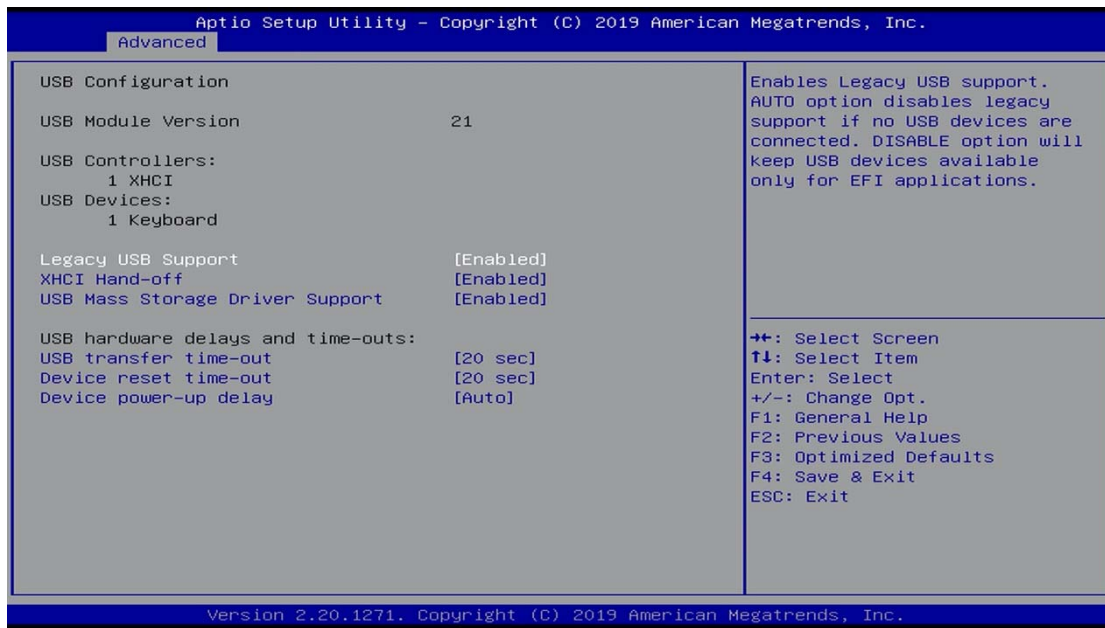 Aptio Setup Utility – Copyright (C) 2019 American Megatrends, Inc.
Advanced
USB Configuration
USB Module Version 21
USB Controllers:
1 XHCI
USB Devices:
1 Keyboard
Legacy USB Support [Enabled]
XHCI Hand-off [Enabled]
USB Mass Storage Driver Support [Enabled]
USB hardware delays and time-outs:
USB transfer time-out [20 sec]
Device reset time-out [20 sec]
Device power-up delay [Auto]
Enables Legacy USB support.
AUTO option disables legacy
support if no USB devices are
connected. DISABLE option will
keep USB devices available
only for EFI applications.
→←: Select Screen
↑↓: Select Item
Enter: Select
+/-: Change Opt.
F1: General Help
F2: Previous Values
F3: Optimized Defaults
F4: Save & Exit
ESC: Exit
Version 2.20.1271. Copyright (C) 2019 American Megatrends, Inc.